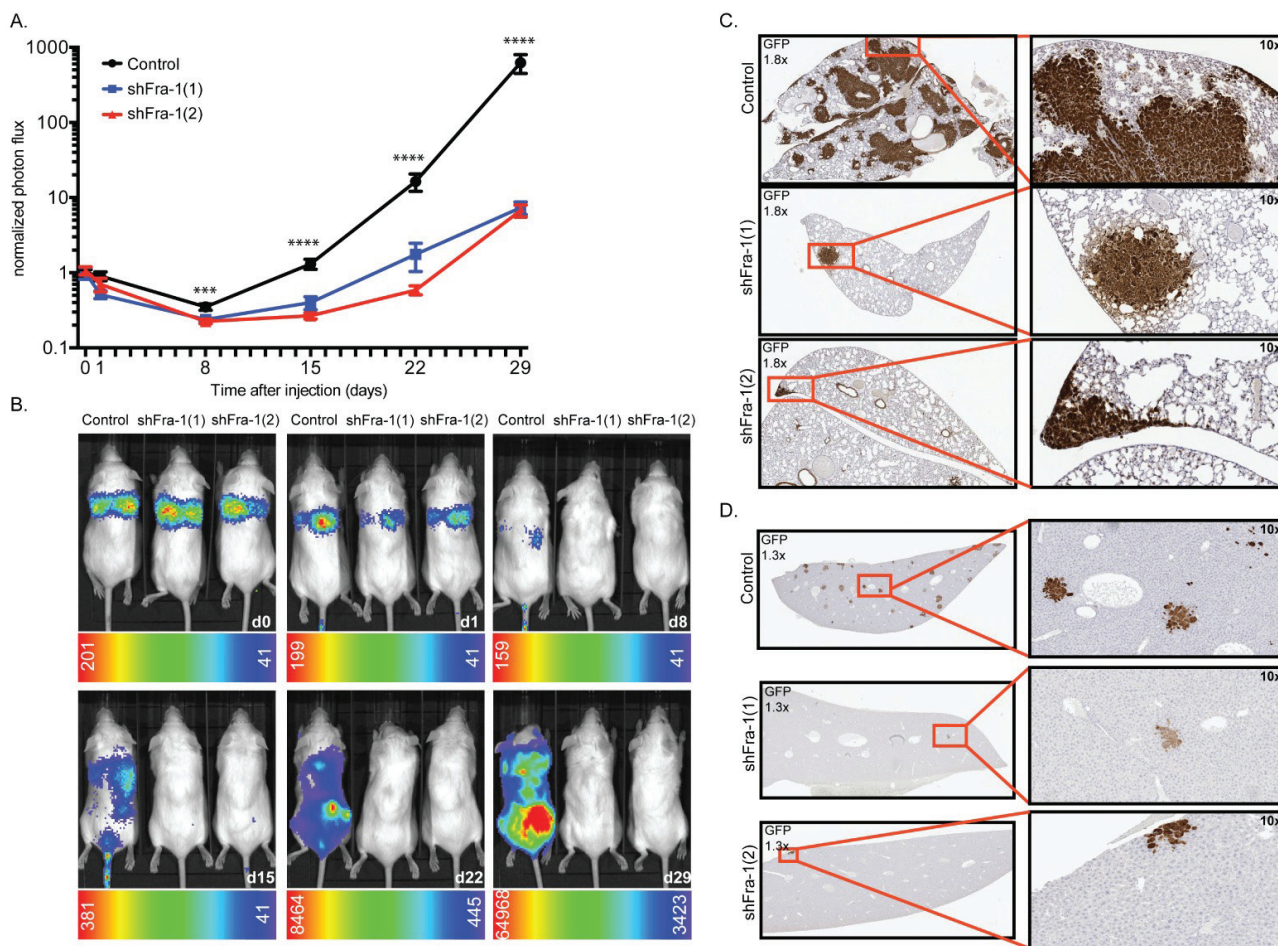 A.
1000
100
10
1
0.1
normalized photon flux
Control
shFra-1(1)
shFra-1(2)
***
****
****
****
0 1 8 15 22 29
Time after injection (days)
B.
Control shFra-1(1) shFra-1(2) Control shFra-1(1) shFra-1(2) Control shFra-1(1) shFra-1(2)
d0 d1 d8
201 41 199 41 159 41
d15 d22 d29
381 41 8464 445 64968 3423
C.
Control
GFP
1.8x
10x
shFra-1(1)
GFP
1.8x
10x
shFra-1(2)
GFP
1.8x
10x
D.
Control
GFP
1.3x
10x
shFra-1(1)
GFP
1.3x
10x
shFra-1(2)
GFP
1.3x
10x